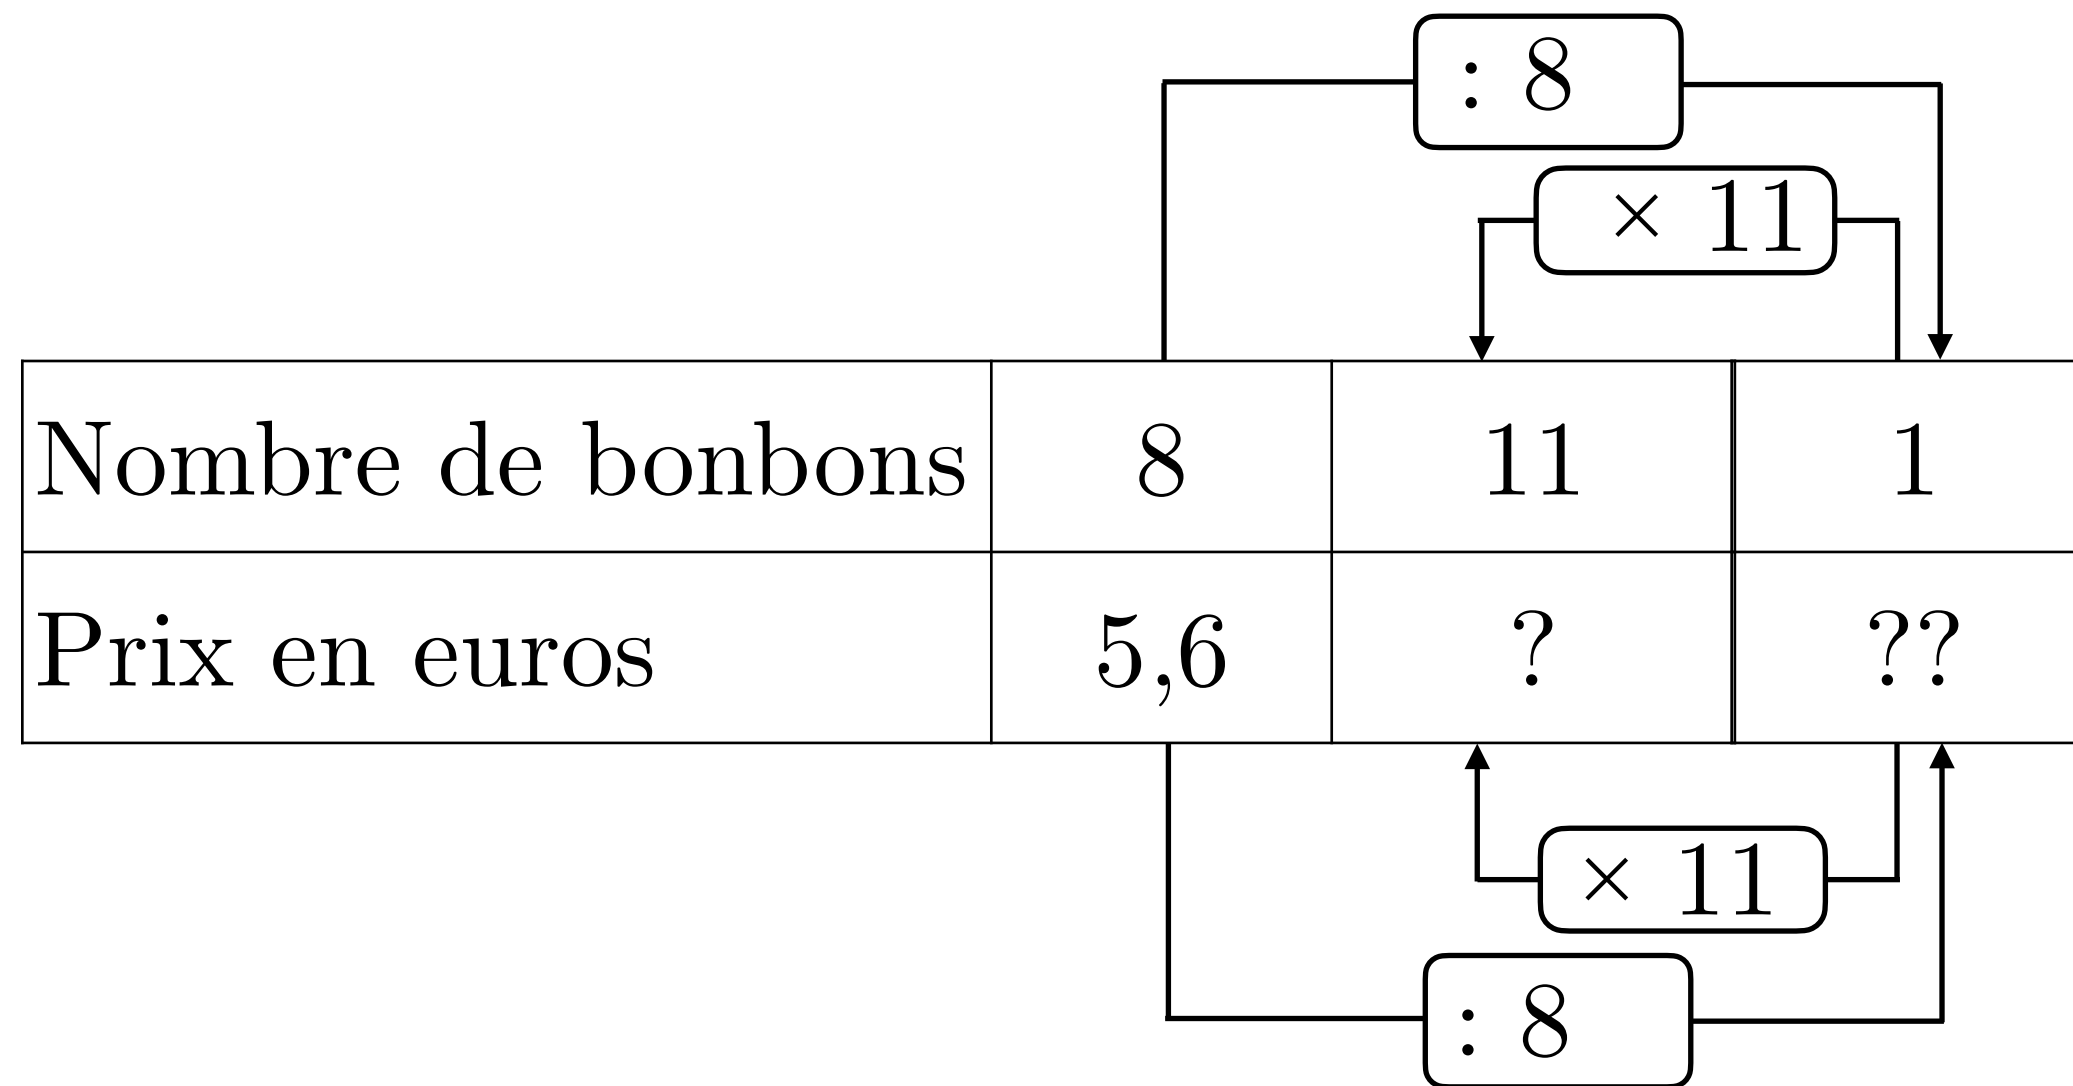 : 8
× 11
Nombre de bonbons 8 11 1
Prix en euros 5,6 ? ??
× 11
: 8